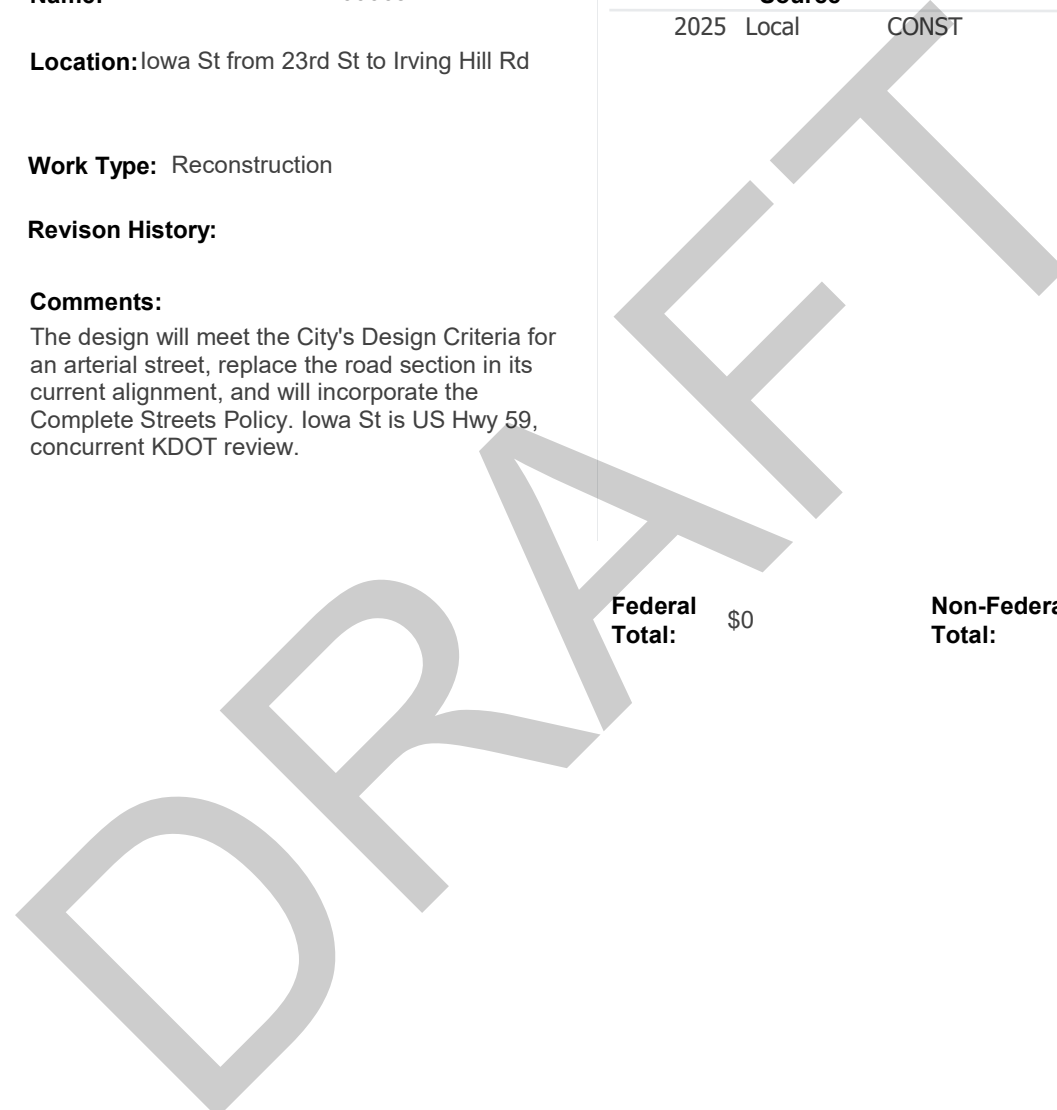 Name:
Source
2025 Local CONST
Location: Iowa St from 23rd St to Irving Hill Rd
Work Type: Reconstruction
Revison History:
Comments:
The design will meet the City's Design Criteria for
an arterial street, replace the road section in its
current alignment, and will incorporate the
Complete Streets Policy. Iowa St is US Hwy 59,
concurrent KDOT review.
Federal
Total: $0
Non-Federa
Total:
DRAFT